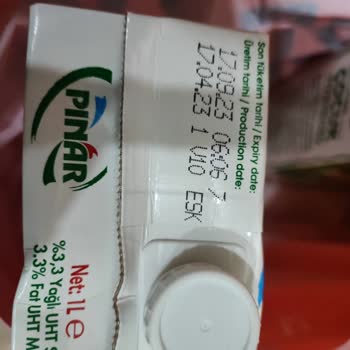 Son tüketim tarihi / Expiry date:
Üretim tarihi / Production date:
17.09.23 06:06 7
17.04.23 1 V10 ESK
PINAR
Net: 1L e
%3,3 Yağlı UHT
3.3% Fat UHT